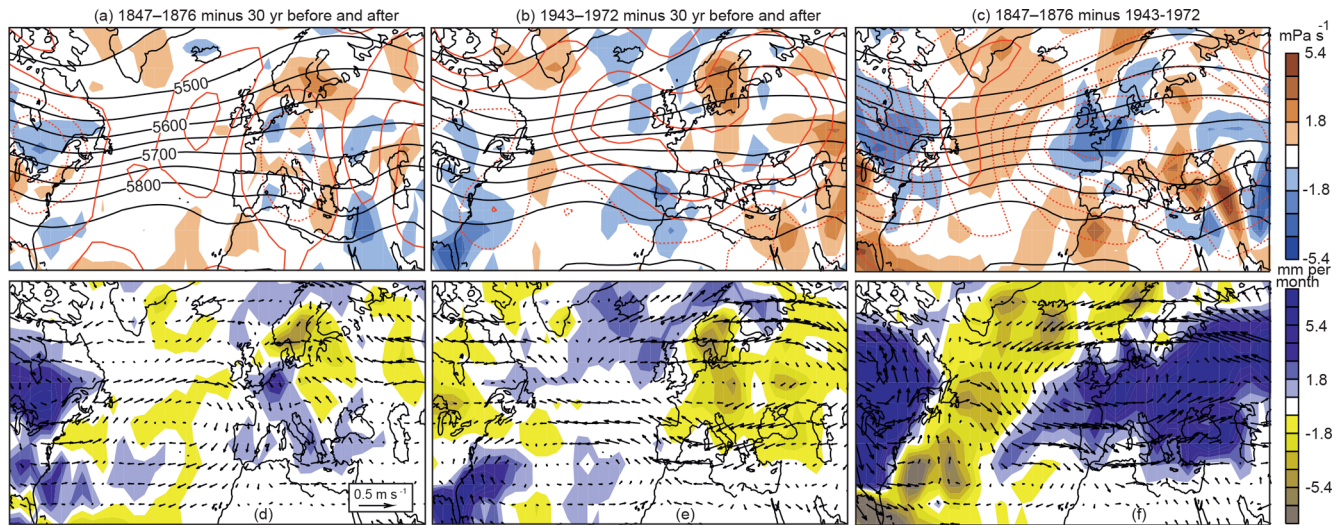 (a) 1847–1876 minus 30 yr before and after
(b) 1943–1972 minus 30 yr before and after
(c) 1847–1876 minus 1943-1972
mPa s⁻¹
5.4
1.8
-1.8
-5.4
5500
5600
5700
5800
mm per
month
5.4
1.8
-1.8
-5.4
0.5 m s⁻¹
(d)
(e)
(f)